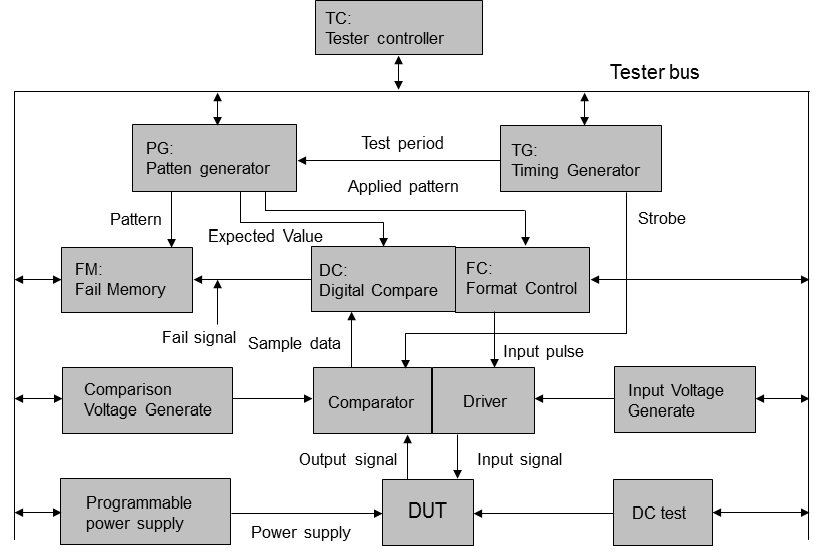 TC:
Tester controller
Tester bus
PG:
Patten generator
Test period
TG:
Timing Generator
Applied pattern
Pattern
Expected Value
Strobe
FM:
Fail Memory
DC:
Digital Compare
FC:
Format Control
Fail signal
Sample data
Input pulse
Comparison
Voltage Generate
Comparator
Driver
Input Voltage
Generate
Output signal
Input signal
Programmable
power supply
Power supply
DUT
DC test